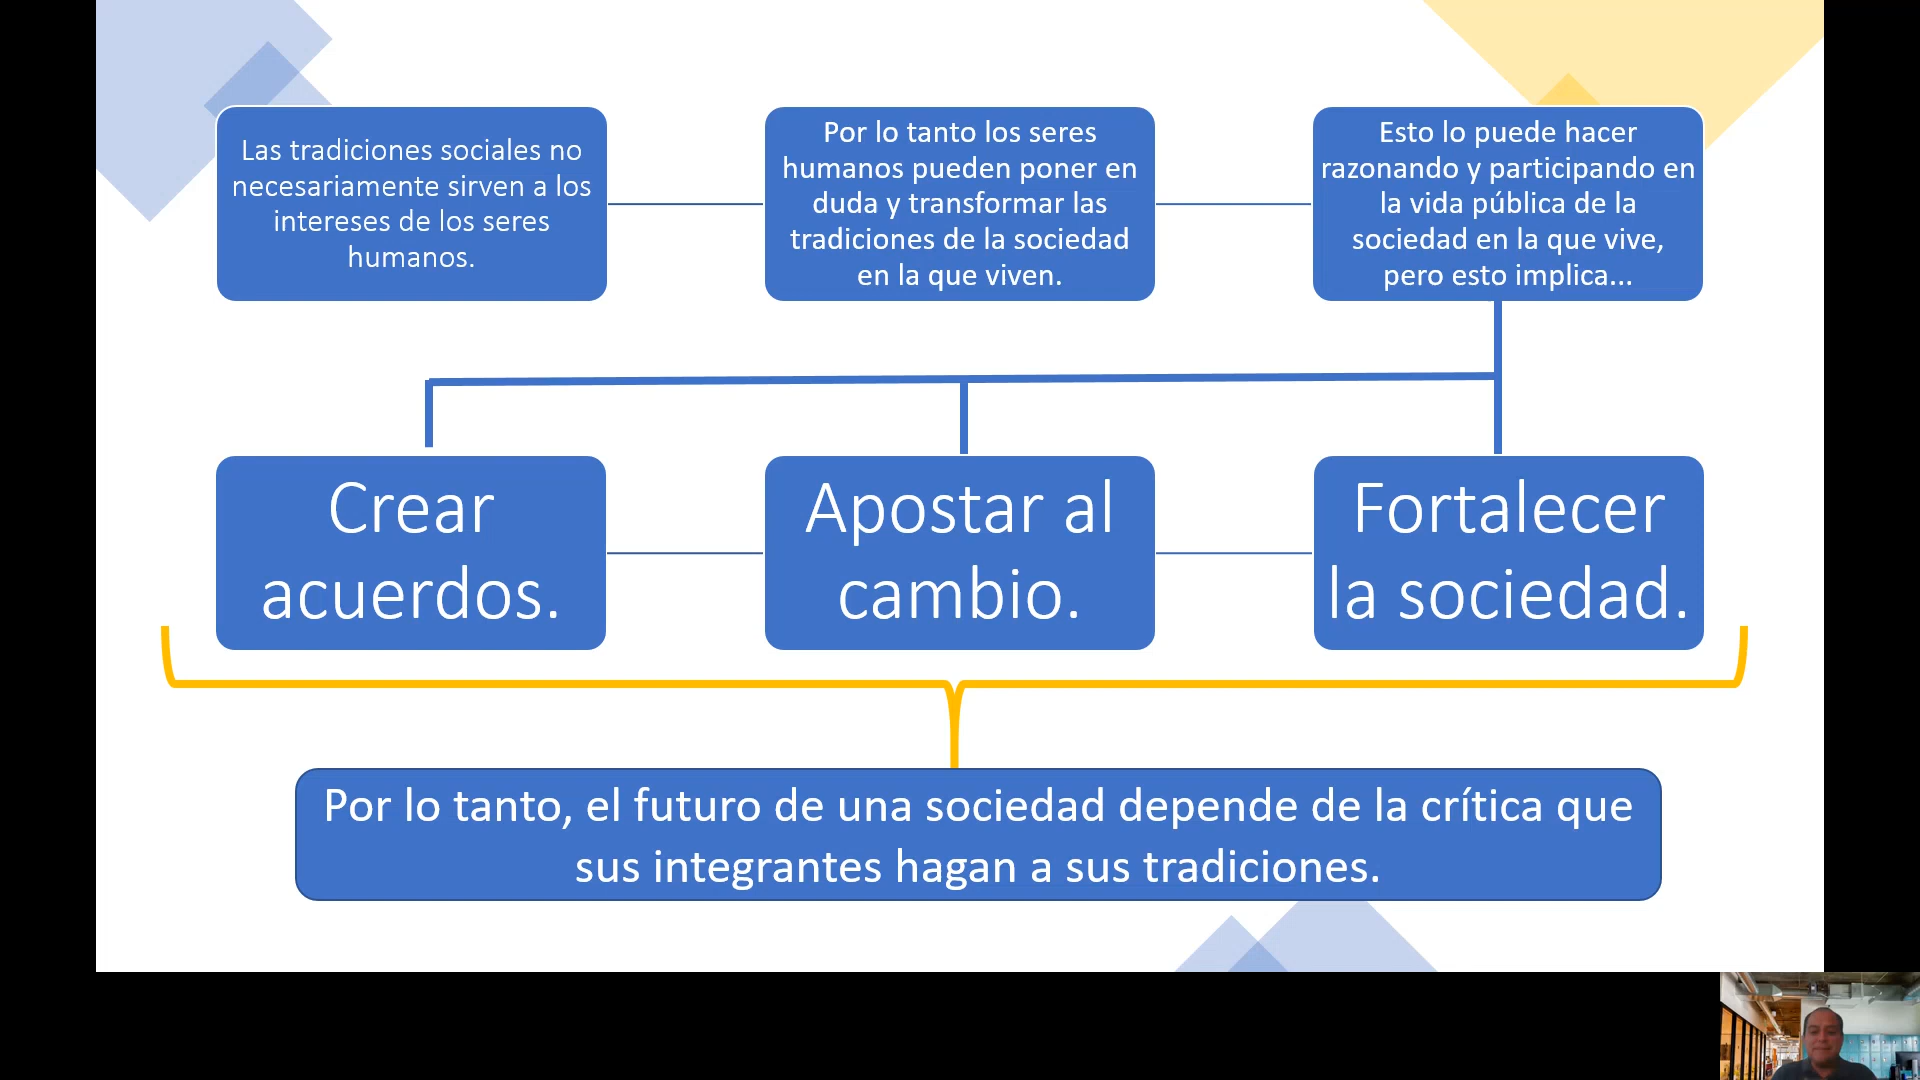 Las tradiciones sociales no
necesariamente sirven a los
intereses de los seres
humanos.
Por lo tanto los seres
humanos pueden poner en
duda y transformar las
tradiciones de la sociedad
en la que viven.
Esto lo puede hacer
razonando y participando en
la vida pública de la
sociedad en la que vive,
pero esto implica...
Crear
acuerdos.
Apostar al
cambio.
Fortalecer
la sociedad.
Por lo tanto, el futuro de una sociedad depende de la crítica que
sus integrantes hagan a sus tradiciones.